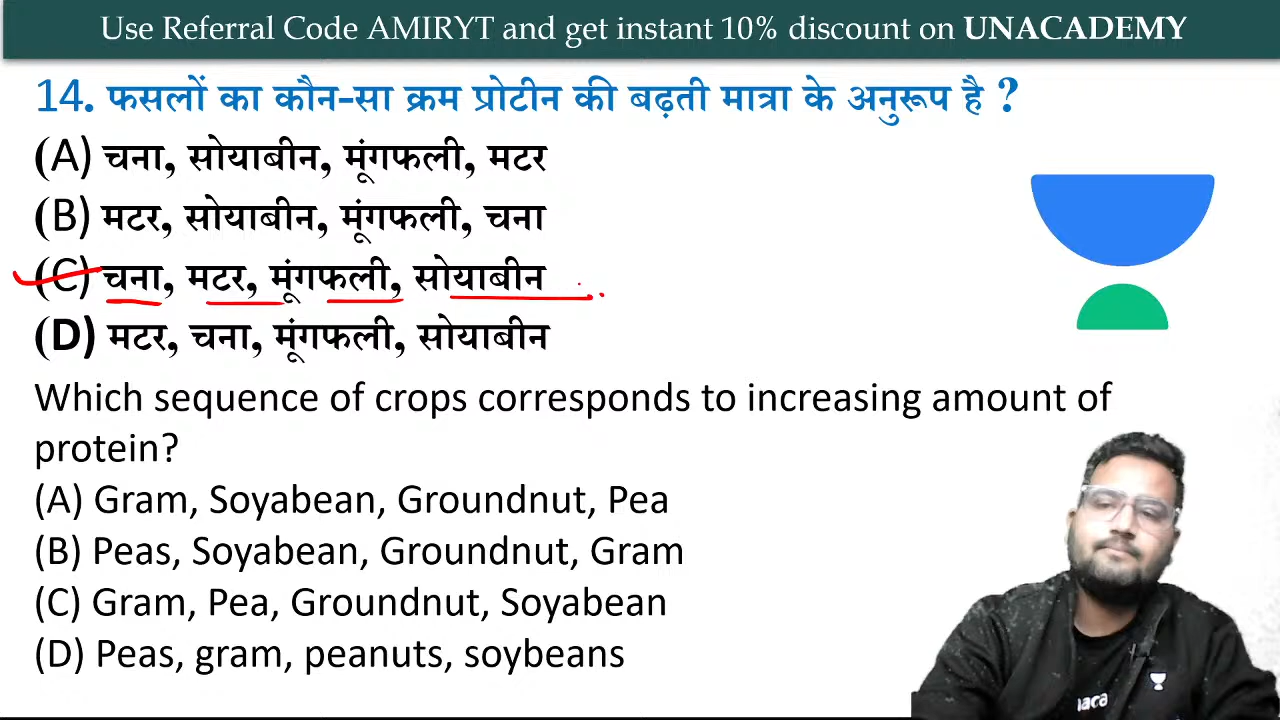 Use Referral Code AMIRYT and get instant 10% discount on UNACADEMY
14. फसलों का कौन-सा क्रम प्रोटीन की बढ़ती मात्रा के अनुरूप है ?
(A) चना, सोयाबीन, मूंगफली, मटर
(B) मटर, सोयाबीन, मूंगफली, चना
(C) चना, मटर, मूंगफली, सोयाबीन
(D) मटर, चना, मूंगफली, सोयाबीन
Which sequence of crops corresponds to increasing amount of
protein?
(A) Gram, Soyabean, Groundnut, Pea
(B) Peas, Soyabean, Groundnut, Gram
(C) Gram, Pea, Groundnut, Soyabean
(D) Peas, gram, peanuts, soybeans